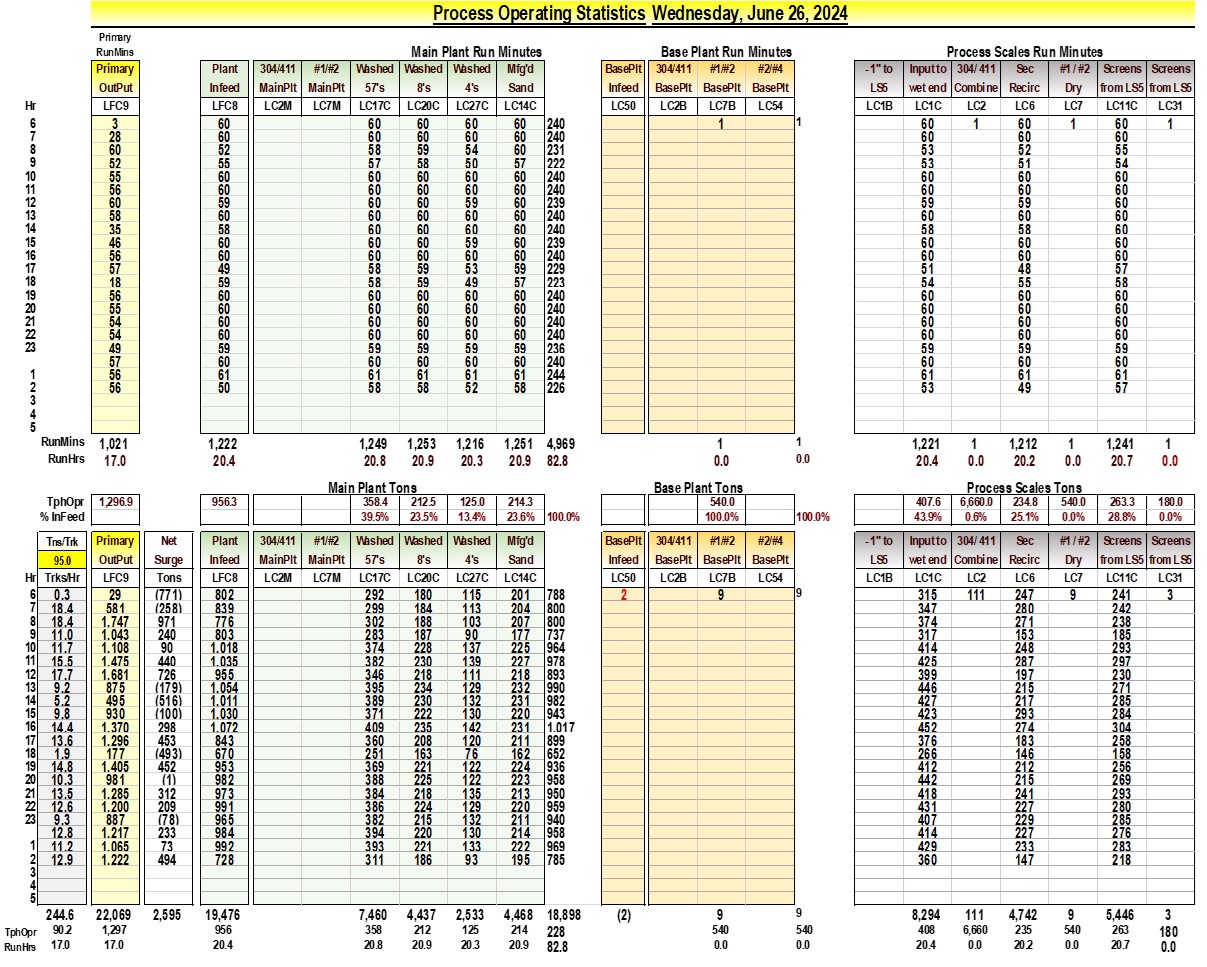 Process Operating Statistics Wednesday, June 26, 2024
Primary
RunMins Main Plant Run Minutes Base Plant Run Minutes Process Scales Run Minutes
Primary Plant 304/411 #1/#2 Washed Washed Washed Mfg'd BasePlt 304/411 #1/#2 #2/#4 -1" to Input to 304/ 411 Sec #1 / #2 Screens Screens
OutPut Infeed MainPlt MainPlt 57's 8's 4's Sand Infeed BasePlt BasePlt BasePlt LS5 wet end Combine Recirc Dry from LS5 from LS5
Hr LFC9 LFC8 LC2M LC7M LC17C LC20C LC27C LC14C LC50 LC2B LC7B LC54 LC1B LC1C LC2 LC6 LC7 LC11C LC31
6 3 60 60 60 60 60 240 1 1 60 1 60 1 60 1
7 28 60 60 60 60 60 240 60 60 60
8 60 52 58 59 54 60 231 53 52 55
9 52 55 57 58 50 57 222 53 51 54
10 55 60 60 60 60 60 240 60 60 60
11 56 60 60 60 60 60 240 60 60 60
12 60 59 60 60 59 60 239 59 59 60
13 58 60 60 60 60 60 240 60 60 60
14 35 58 60 60 60 60 240 58 58 60
15 46 60 60 60 59 60 239 60 60 60
16 56 60 60 60 60 60 240 60 60 60
17 57 49 58 59 53 59 229 51 48 57
18 18 59 58 59 49 57 223 54 55 58
19 56 60 60 60 60 60 240 60 60 60
20 55 60 60 60 60 60 240 60 60 60
21 54 60 60 60 60 60 240 60 60 60
22 54 60 60 60 60 60 240 60 60 60
23 49 59 59 59 59 59 236 59 59 59
57 60 60 60 60 60 240 60 60 60
1 56 61 61 61 61 61 244 61 61 61
2 56 50 58 58 52 58 226 53 49 57
3
4
5
RunMins 1,021 1,222 1,249 1,253 1,216 1,251 4,969 1 1 1,221 1 1,212 1 1,241 1
RunHrs 17.0 20.4 20.8 20.9 20.3 20.9 82.8 0.0 0.0 20.4 0.0 20.2 0.0 20.7 0.0
Main Plant Tons Base Plant Tons Process Scales Tons
TphOpr 1,296.9 956.3 358.4 212.5 125.0 214.3 540.0 407.6 6,660.0 234.8 540.0 263.3 180.0
% InFeed 39.5% 23.5% 13.4% 23.6% 100.0% 100.0% 100.0% 43.9% 0.6% 25.1% 0.0% 28.8% 0.0%
Tns/Trk Primary Net Plant 304/411 #1/#2 Washed Washed Washed Mfg'd BasePlt 304/411 #1/#2 #2/#4 -1" to Input to 304/ 411 Sec #1 / #2 Screens Screens
95.0 OutPut Surge Infeed MainPlt MainPlt 57's 8's 4's Sand Infeed BasePlt BasePlt BasePlt LS5 wet end Combine Recirc Dry from LS5 from LS5
Hr Trks/Hr LFC9 Tons LFC8 LC2M LC7M LC17C LC20C LC27C LC14C LC50 LC2B LC7B LC54 LC1B LC1C LC2 LC6 LC7 LC11C LC31
6 0.3 29 (771) 802 292 180 115 201 788 2 9 9 315 111 247 9 241 3
7 18.4 581 (258) 839 299 184 113 204 800 347 280 242
8 18.4 1.747 971 776 302 188 103 207 800 374 271 238
9 11.0 1.043 240 803 283 187 90 177 737 317 153 185
10 11.7 1.108 90 1.018 374 228 137 225 964 414 248 293
11 15.5 1.475 440 1.035 382 230 139 227 978 425 287 297
12 17.7 1.681 726 955 346 218 111 218 893 399 197 230
13 9.2 875 (179) 1.054 395 234 129 232 990 446 215 271
14 5.2 495 (516) 1.011 389 230 132 231 982 427 217 285
15 9.8 930 (100) 1.030 371 222 130 220 943 423 293 284
16 14.4 1.370 298 1.072 409 235 142 231 1.017 452 274 304
17 13.6 1.296 453 843 360 208 120 211 899 376 183 258
18 1.9 177 (493) 670 251 163 76 162 652 266 146 158
19 14.8 1.405 452 953 369 221 122 224 936 412 212 256
20 10.3 981 (1) 982 388 225 122 223 958 442 215 269
21 13.5 1.285 312 973 384 218 135 213 950 418 241 293
22 12.6 1.200 209 991 386 224 129 220 959 431 227 280
23 9.3 887 (78) 965 382 215 132 211 940 407 229 285
12.8 1.217 233 984 394 220 130 214 958 414 227 276
1 11.2 1.065 73 992 393 221 133 222 969 429 233 283
2 12.9 1.222 494 728 311 186 93 195 785 360 147 218
3
4
5
244.6 22,069 2,595 19,476 7,460 4,437 2,533 4,468 18,898 (2) 9 9 8,294 111 4,742 9 5,446 3
TphOpr 90.2 1,297 956 358 212 125 214 228 540 540 408 6,660 235 540 263 180
RunHrs 17.0 17.0 20.4 20.8 20.9 20.3 20.9 82.8 0.0 0.0 20.4 0.0 20.2 0.0 20.7 0.0